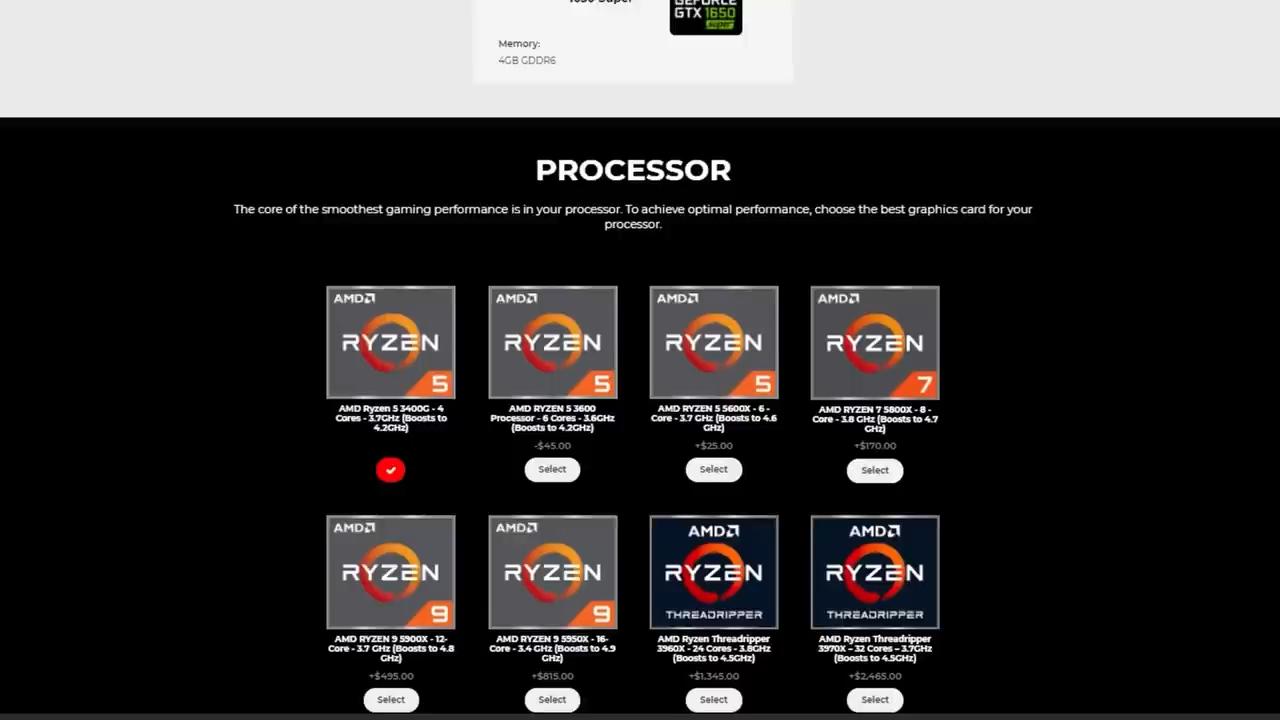 GEFORCE
GTX 1650
SUPER
Memory:
4GB GDDR6
PROCESSOR
The core of the smoothest gaming performance is in your processor. To achieve optimal performance, choose the best graphics card for your
processor.
AMD
RYZEN
5
AMD
RYZEN
5
AMD
RYZEN
5
AMD
RYZEN
7
AMD Ryzen 5 3400G - 4
Cores - 3.7GHz (Boosts to
4.2GHz)
AMD RYZEN 5 3600
Processor - 6 Cores - 3.6GHz
(Boosts to 4.2GHz)
-$45.00
Select
AMD RYZEN 5 5600X - 6 -
Core - 3.7 GHz (Boosts to 4.6
GHz)
+$25.00
Select
AMD RYZEN 7 5800X - 8 -
Core - 3.8 GHz (Boosts to 4.7
GHz)
+$170.00
Select
AMD
RYZEN
9
AMD
RYZEN
9
AMD
RYZEN
THREADRIPPER
AMD
RYZEN
THREADRIPPER
AMD RYZEN 9 5900X - 12-
Core - 3.7 GHz (Boosts to 4.8
GHz)
+$495.00
Select
AMD RYZEN 9 5950X - 16-
Core - 3.4 GHz (Boosts to 4.9
GHz)
+$815.00
Select
AMD Ryzen Threadripper
3960X - 24 Cores - 3.8GHz
(Boosts to 4.5GHz)
+$1,345.00
Select
AMD Ryzen Threadripper
3970X – 32 Cores – 3.7GHz
(Boosts to 4.5GHz)
+$2,465.00
Select